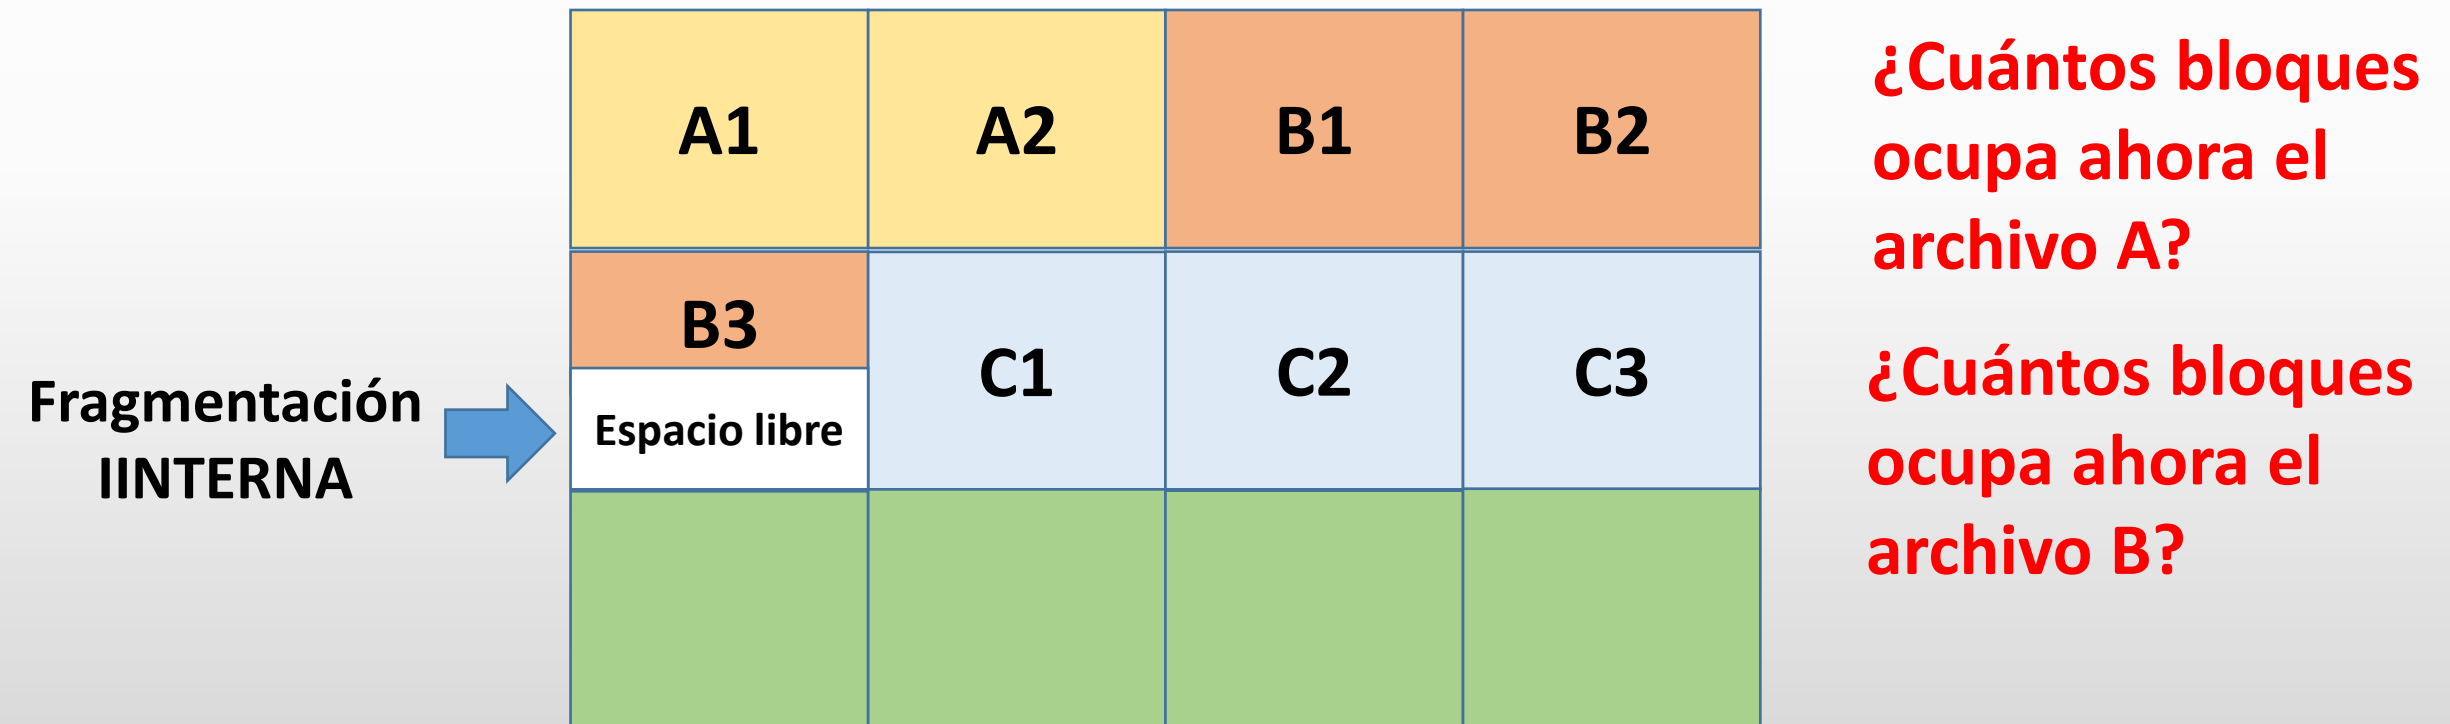 A1
A2
B1
B2
B3
Espacio libre
C1
C2
C3
Fragmentación
IINTERNA
¿Cuántos bloques
ocupa ahora el
archivo A?
¿Cuántos bloques
ocupa ahora el
archivo B?